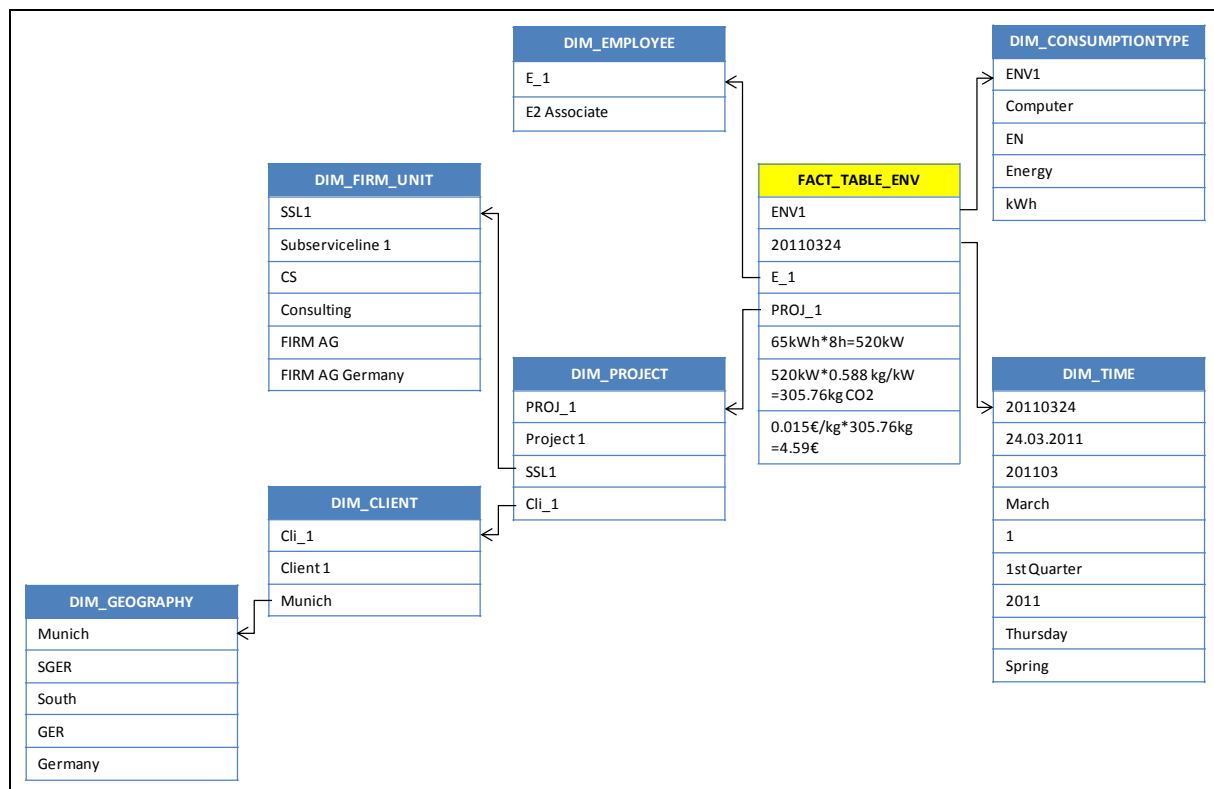 DIM_EMPLOYEE
E_1
E2 Associate
DIM_CONSUMPTIONTYPE
ENV1
Computer
EN
Energy
kWh
DIM_FIRM_UNIT
SSL1
Subserviceline 1
CS
Consulting
FIRM AG
FIRM AG Germany
FACT_TABLE_ENV
ENV1
20110324
E_1
PROJ_1
65kWh*8h=520kW
520kW*0.588 kg/kW
=305.76kg CO2
0.015€/kg*305.76kg
=4.59€
DIM_PROJECT
PROJ_1
Project 1
SSL1
Cli_1
DIM_TIME
20110324
24.03.2011
201103
March
1
1st Quarter
2011
Thursday
Spring
DIM_CLIENT
Cli_1
Client 1
Munich
DIM_GEOGRAPHY
Munich
SGER
South
GER
Germany